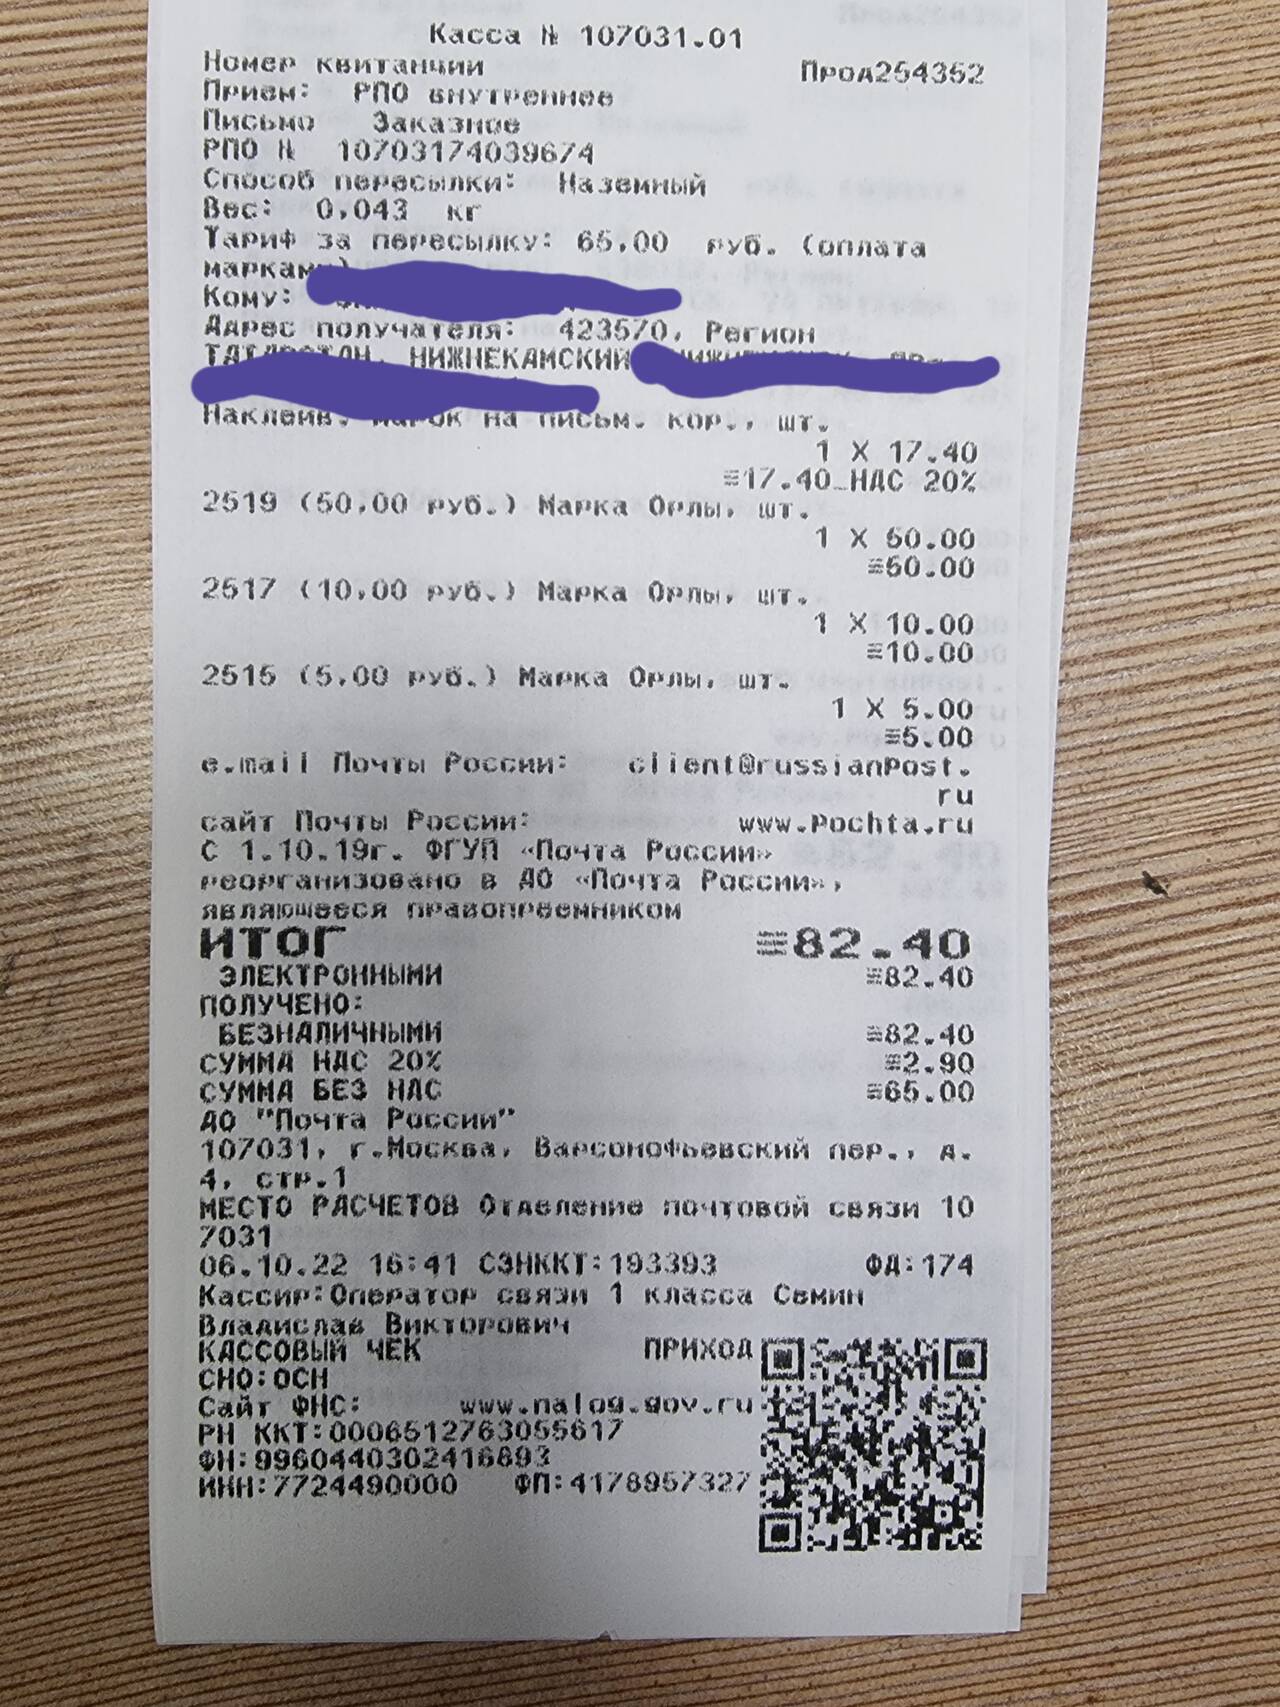 Касса № 107031.01
Номер квитанции Прод254352
Прием: РПО внутреннее
Письмо Заказное
РПО № 10703174039674
Способ пересылки: Наземный
Вес: 0,043 кг
Тариф за пересылку: 65,00 руб. (оплата
марками)
Кому:
Адрес получателя: 423570, Регион
ТАТАРСТАН, НИЖНЕКАМСКИЙ
Наклеив. марок на письм. кор., шт.
1 X 17.40
≡17.40_НДС 20%
2519 (50,00 руб.) Марка Орлы, шт.
1 X 50.00
≡50.00
2517 (10,00 руб.) Марка Орлы, шт.
1 X 10.00
≡10.00
2515 (5,00 руб.) Марка Орлы, шт.
1 X 5.00
≡5.00
e.mail Почты России: client@russianpost.
ru
сайт Почты России: www.pochta.ru
С 1.10.19г. ФГУП «Почта России»
реорганизовано в АО «Почта России»,
являющееся правопреемником
ИТОГ ≡82.40
ЭЛЕКТРОННЫМИ ≡82.40
ПОЛУЧЕНО:
БЕЗНАЛИЧНЫМИ ≡82.40
СУММА НДС 20% ≡2.90
СУММА БЕЗ НДС ≡65.00
АО "Почта России"
107031, г.Москва, Варсонофьевский пер., д.
4, стр.1
МЕСТО РАСЧЕТОВ Отделение почтовой связи 10
7031
06.10.22 16:41 СЭНККТ:193393 ФД:174
Кассир:Оператор связи 1 класса Семин
Владислав Викторович
КАССОВЫЙ ЧЕК ПРИХОД
СНО:ОСН
Сайт ФНС: www.nalog.gov.ru
РН ККТ:0006512763055617
ФН:9960440302416893
ИНН:7724490000 ФП:4178957327